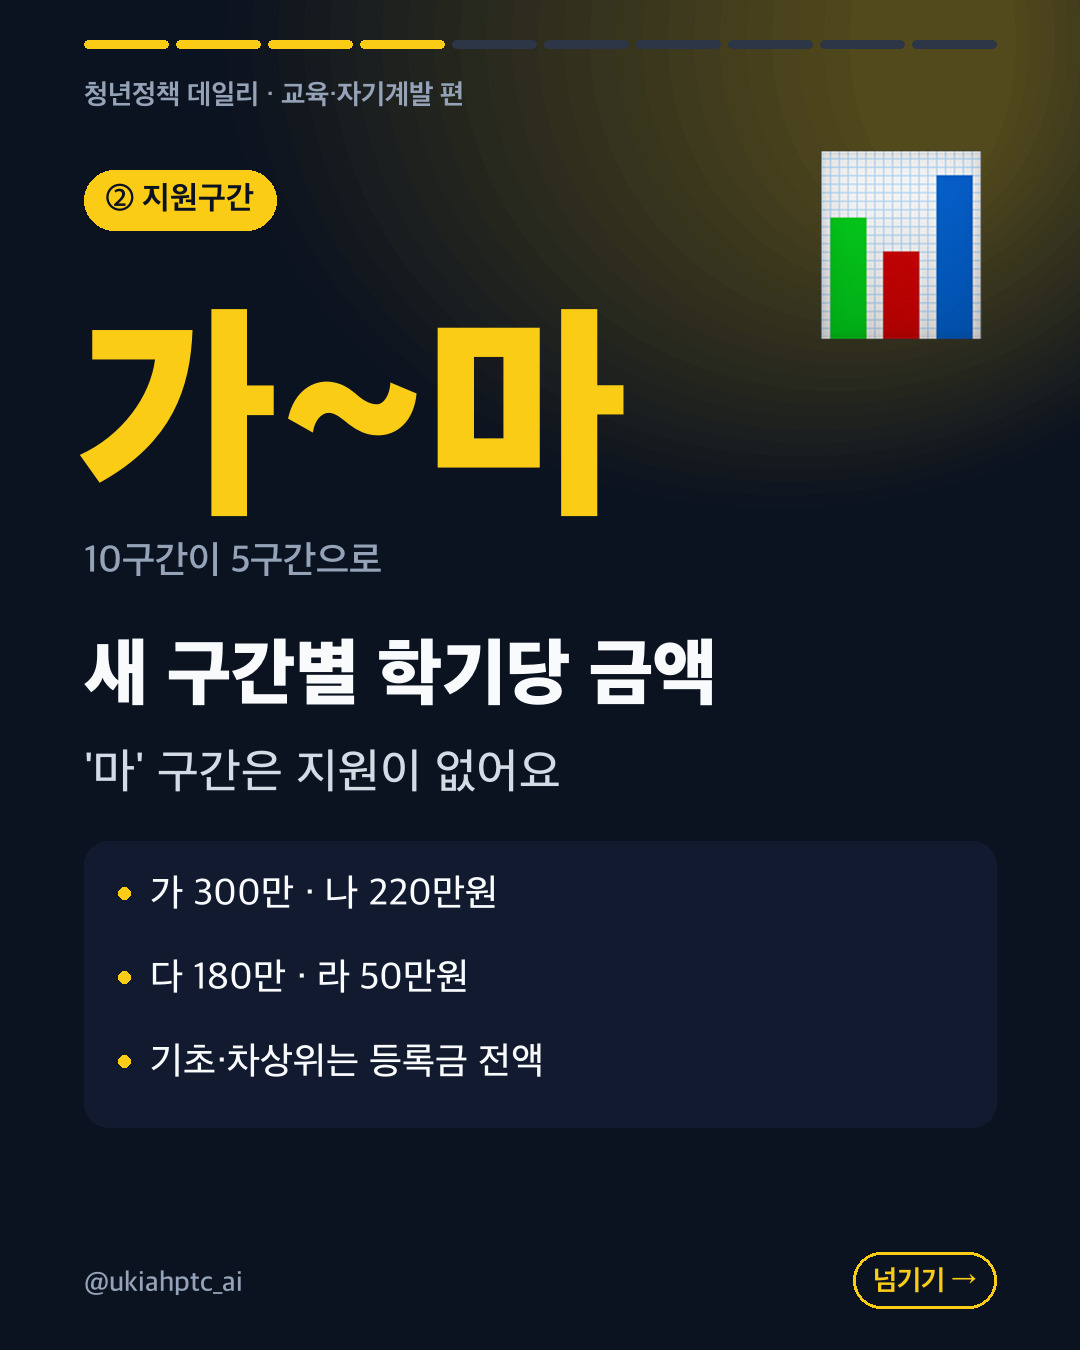 청년정책 데일리 · 교육·자기계발 편
② 지원구간
가~마
10구간이 5구간으로
새 구간별 학기당 금액
'마' 구간은 지원이 없어요
• 가 300만 · 나 220만원
• 다 180만 · 라 50만원
• 기초·차상위는 등록금 전액
@ukiahptc_ai
넘기기 →